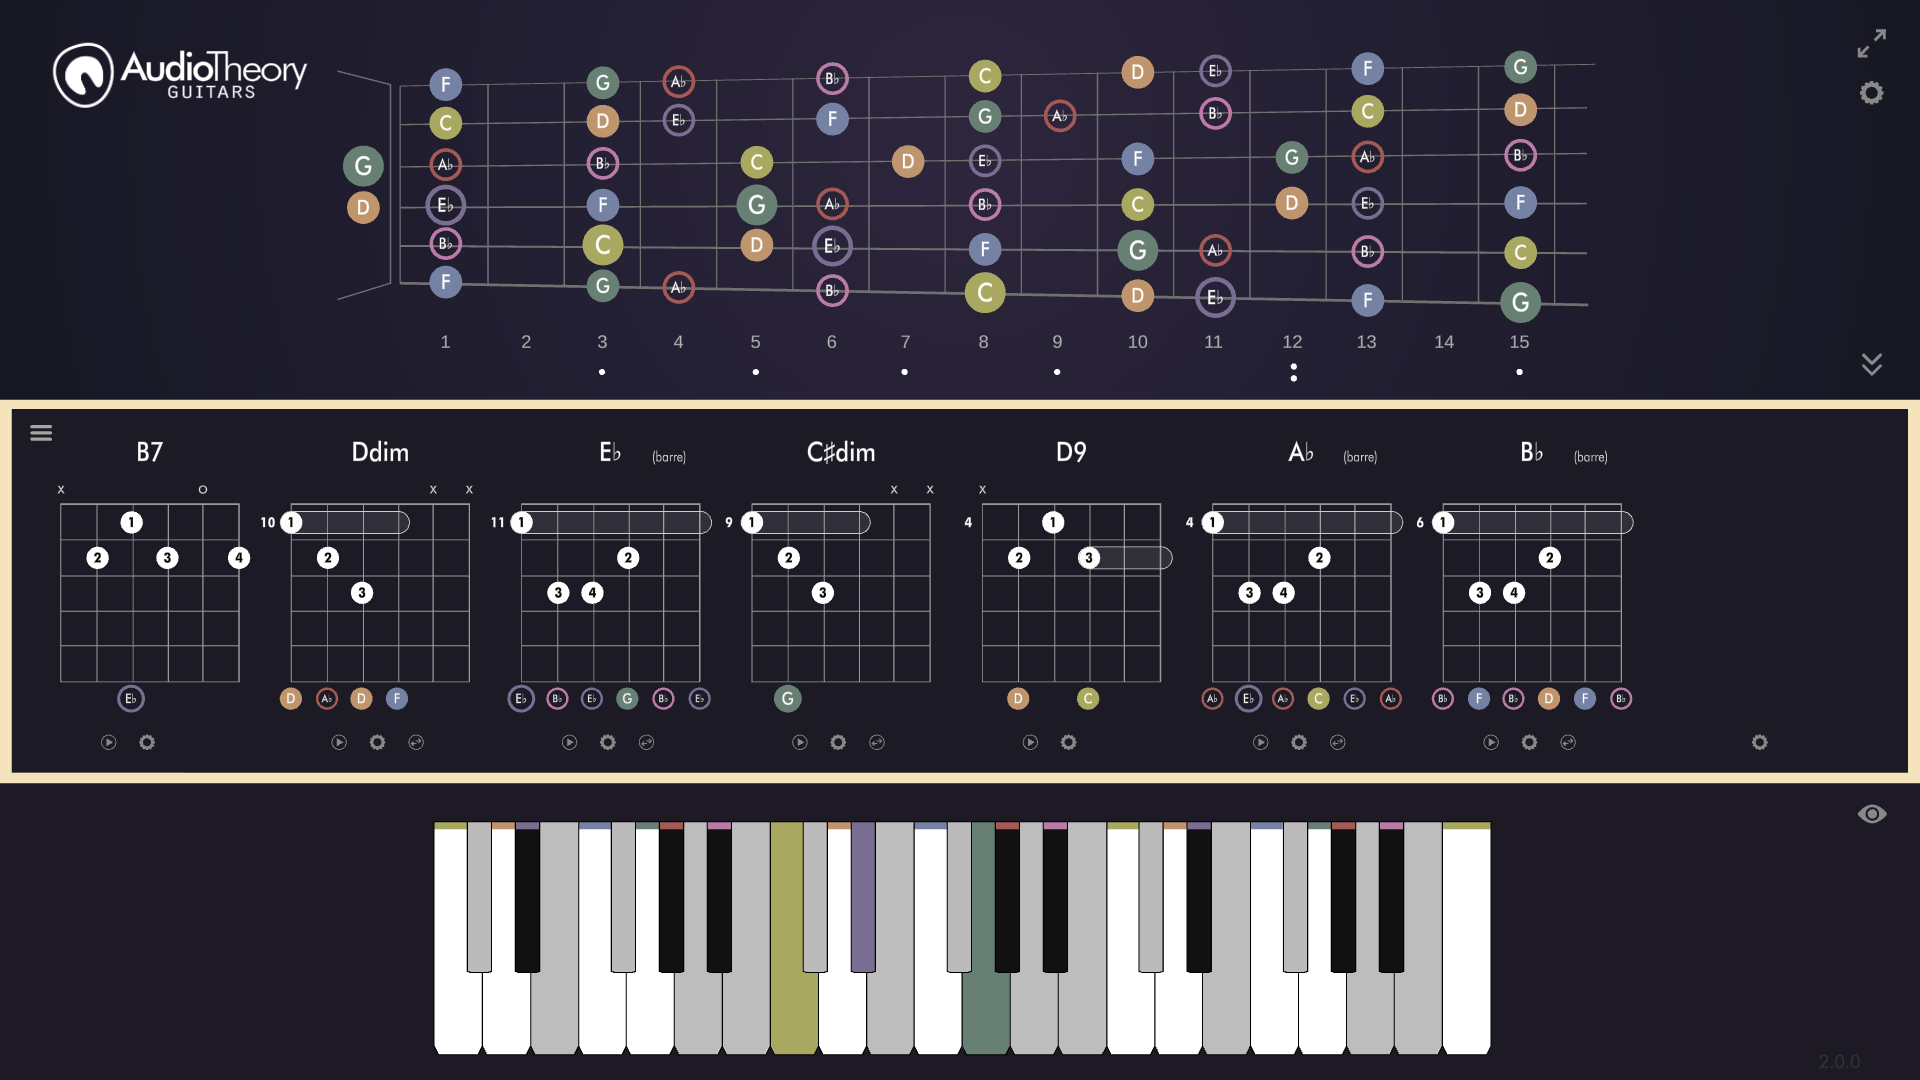 AudioTheory
GUITARS
F G A♭ B♭ C D E♭ F G
C D E♭ F G A♭ B♭ C D
G A♭ B♭ C D E♭ F G A♭ B♭
D E♭ F G A♭ B♭ C D E♭ F
B♭ C D E♭ F G A♭ B♭ C
F G A♭ B♭ C D E♭ F G
1 2 3 4 5 6 7 8 9 10 11 12 13 14 15
B7 Ddim E♭ (barre) C♯dim D9 A♭ (barre) B♭ (barre)
x o x x x x x
1 10 1 11 1 9 1 4 1 4 1 6 1
2 3 4 2 2 2 2 3 2 2
3 3 4 3 3 4 3 4
E♭ D A♭ D F E♭ B♭ E♭ G B♭ E♭ G D C A♭ E♭ A♭ C E♭ A♭ B♭ F B♭ D F B♭
2.0.0